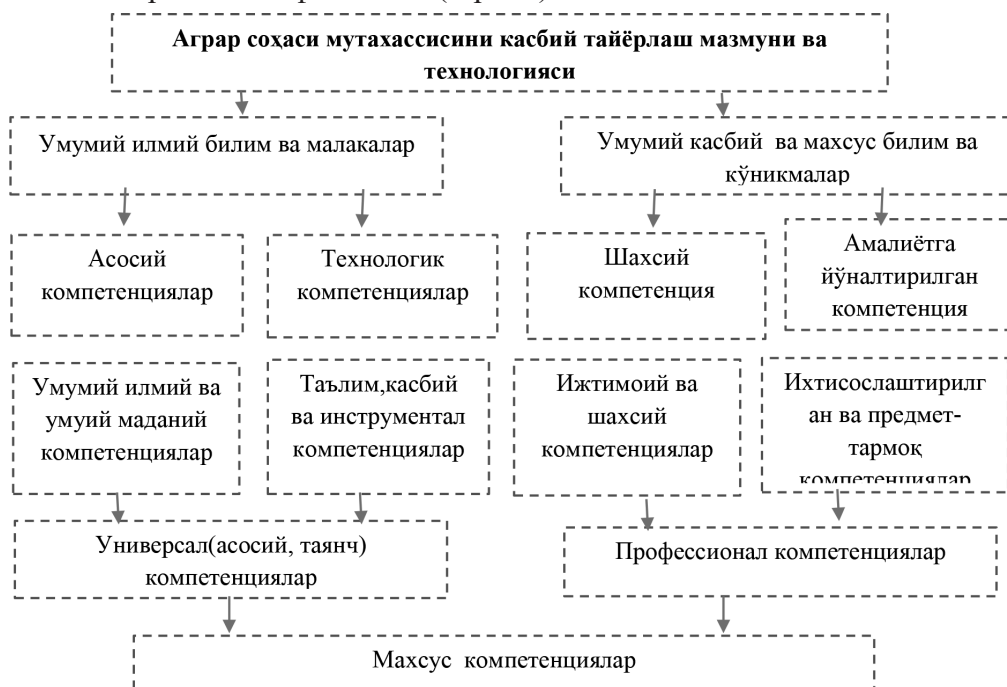 Аграр соҳаси мутахассисини касбий тайёрлаш мазмуни ва
технологияси
Умумий илмий билим ва малакалар
Умумий касбий ва махсус билим ва
кўникмалар
Асосий
компетенциялар
Технологик
компетенциялар
Шахсий
компетенция
Амалиётга
йўналтирилган
компетенция
Умумий илмий ва
умуий маданий
компетенциялар
Таълим,касбий
ва инструментал
компетенциялар
Ижтимоий ва
шахсий
компетенциялар
Ихтисослаштирилг
ан ва предмет-
тармоқ
компетенциялар
Универсал(асосий, таянч)
компетенциялар
Профессионал компетенциялар
Махсус компетенциялар